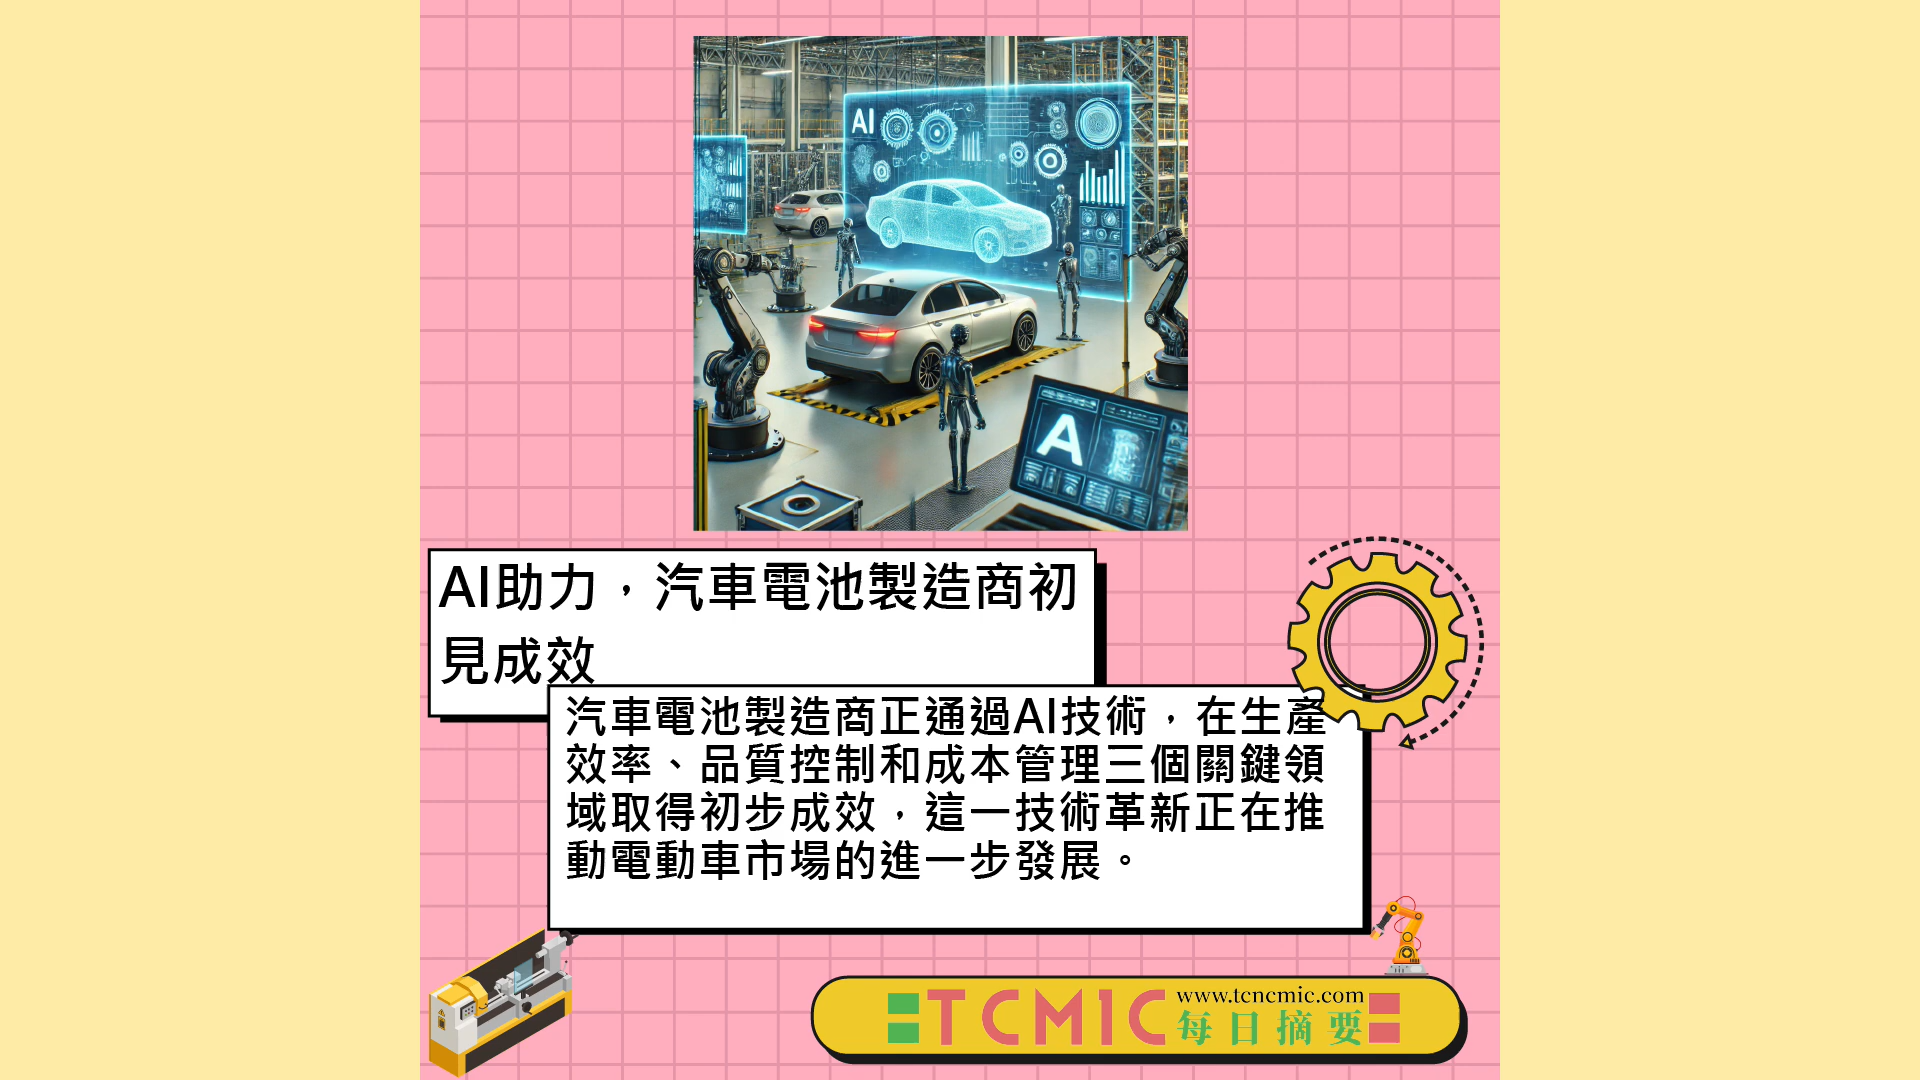 AI
A
AI助力，汽車電池製造商初
見成效
汽車電池製造商正通過AI技術，在生產
效率、品質控制和成本管理三個關鍵領
域取得初步成效，這一技術革新正在推
動電動車市場的進一步發展。
TCMIC
www.tcncmic.com
每日摘要